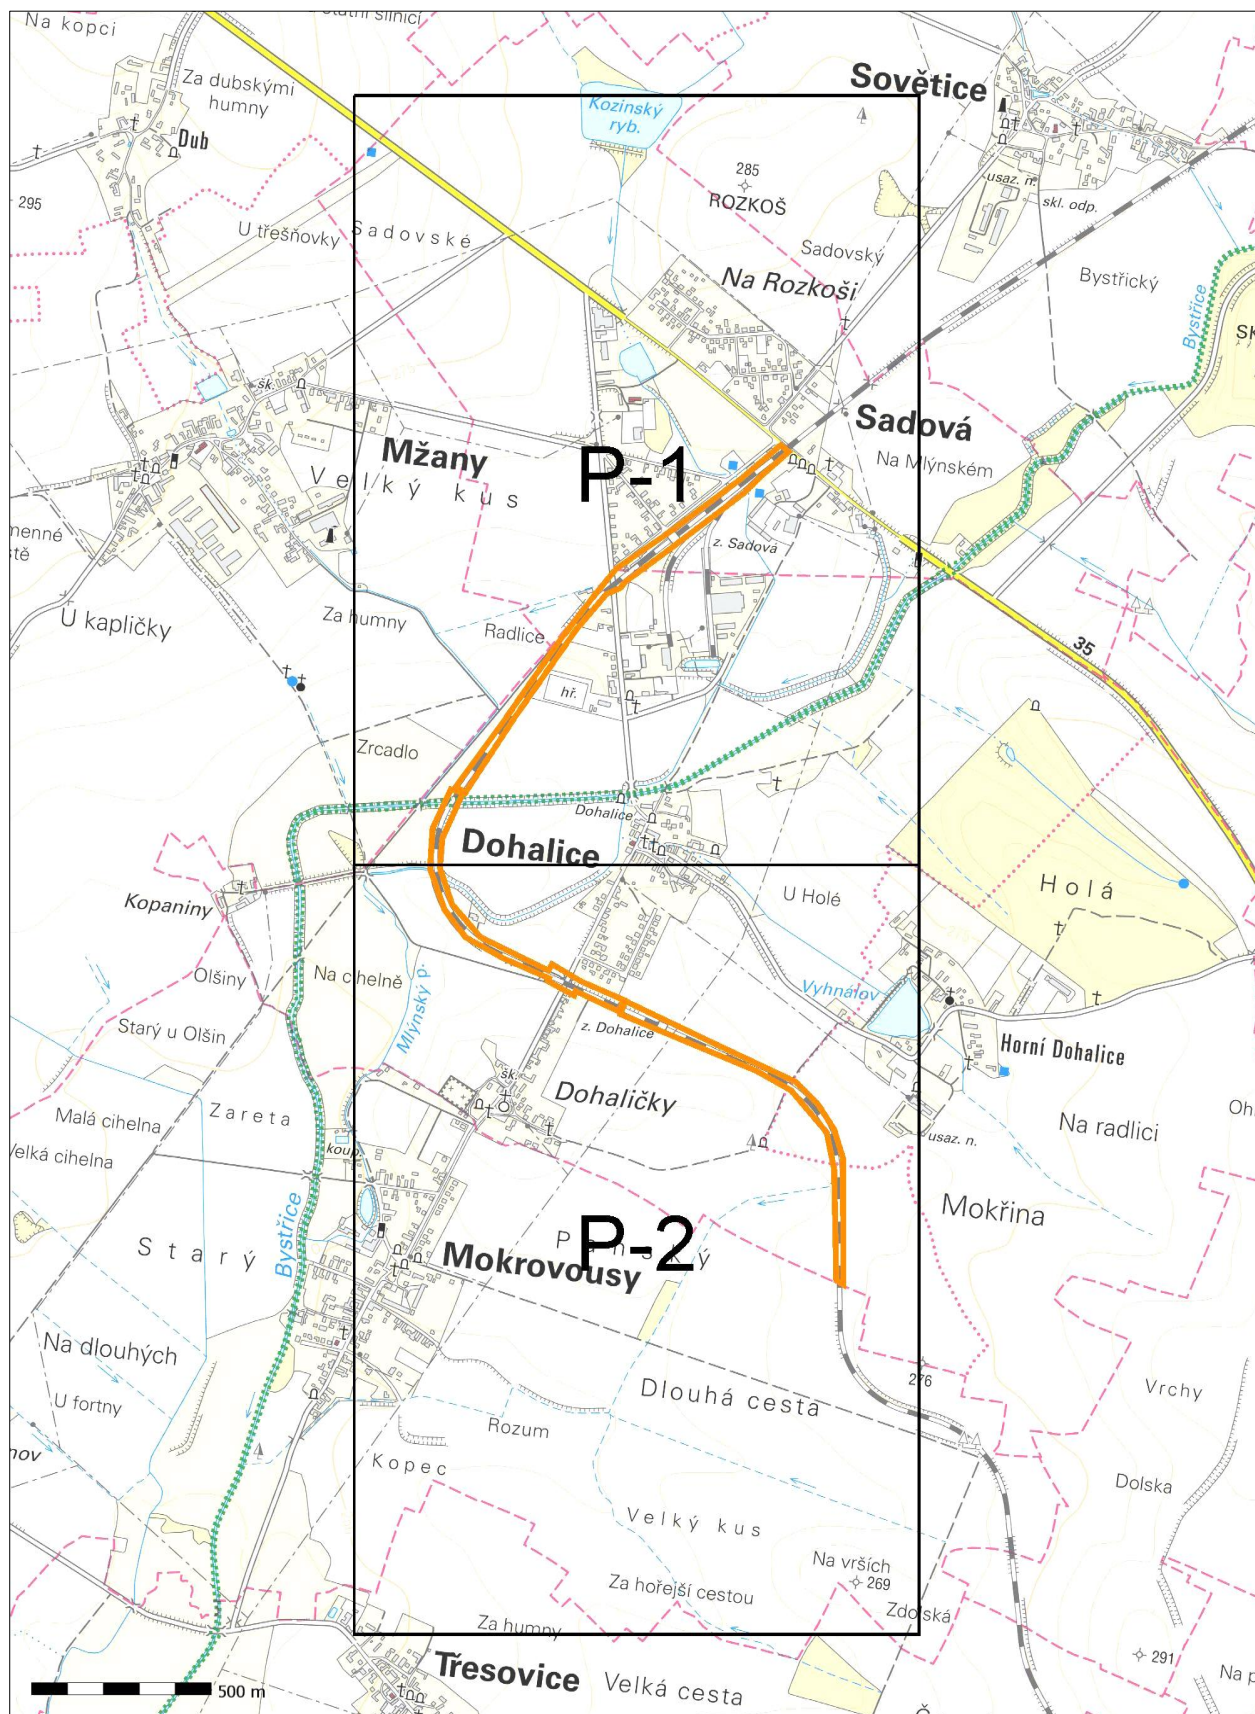 Na kopci
Sovětice
Za dubskými
humny
Kozinský
ryb.
Dub
285
ROZKOŠ
usaz. n.
skl. odp.
295
U třešňovky
Sadovské
Sadovský
Na Rozkoši
Bystřický
Bystřice
šk.
Mžany
Sadová
P-1
Na Mlýnském
Velký kus
z. Sadová
U kapličky
Za humny
Radlice
35
hř.
Zrcadlo
Dohalice
Dohalice
Holá
U Holé
Kopaniny
Olšiny
Na cihelně
Vyhnálov
Starý u Olšin
Mlýnský p.
z. Dohalice
Horní Dohalice
šk.
Dohaličky
Zareta
Malá cihelna
Na radlici
usaz. n.
koup.
Velká cihelna
Mokřina
Bystřice
Starý
P-2
Panský
Mokrovousy
Na dlouhých
276
Dlouhá cesta
Vrchy
U fortny
Rozum
Kopec
Dolska
Velký kus
Na vrších
269
Za hořejší cestou
Zdolská
Za humny
291
Třesovice
Velká cesta
500 m